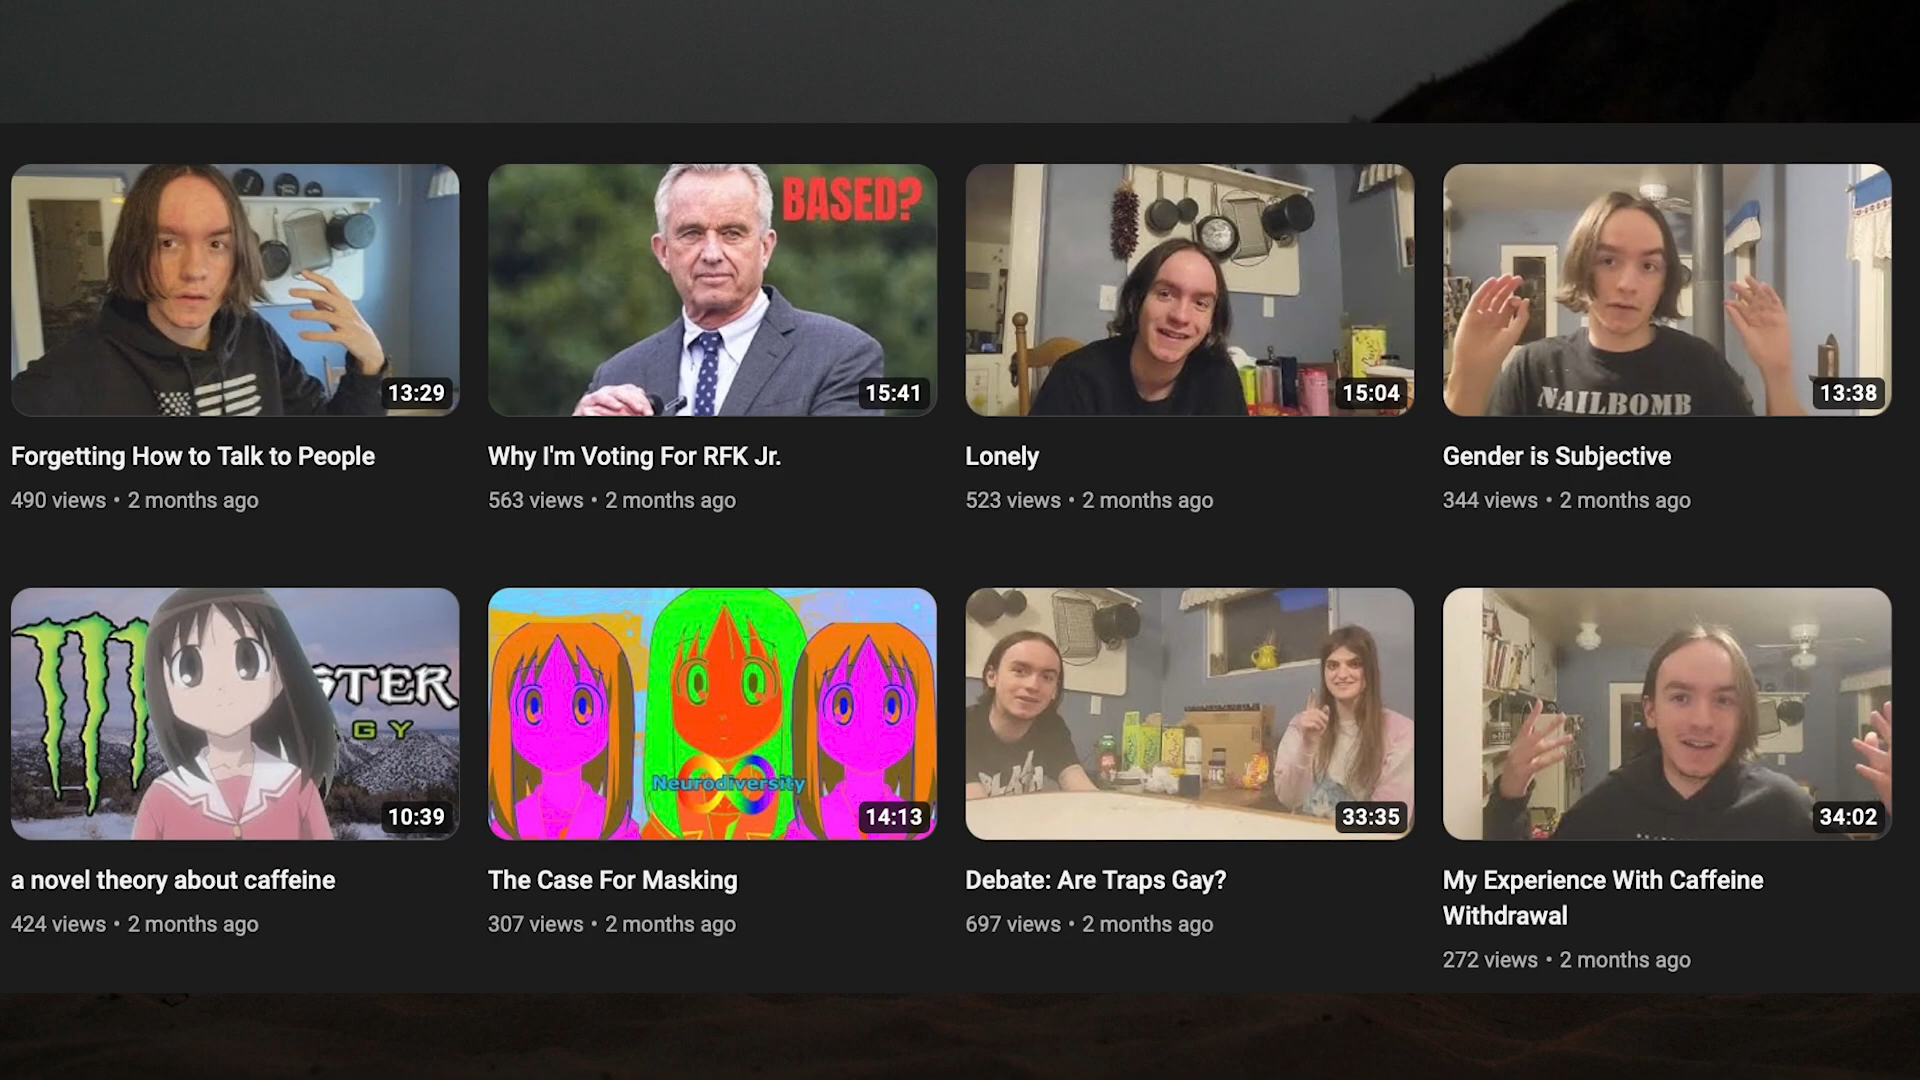 BASED?
NAILBOMB
13:29
15:41
15:04
13:38
Forgetting How to Talk to People
Why I'm Voting For RFK Jr.
Lonely
Gender is Subjective
490 views • 2 months ago
563 views • 2 months ago
523 views • 2 months ago
344 views • 2 months ago
STER
GY
Neurodiversity
10:39
14:13
33:35
34:02
a novel theory about caffeine
The Case For Masking
Debate: Are Traps Gay?
My Experience With Caffeine
Withdrawal
424 views • 2 months ago
307 views • 2 months ago
697 views • 2 months ago
272 views • 2 months ago